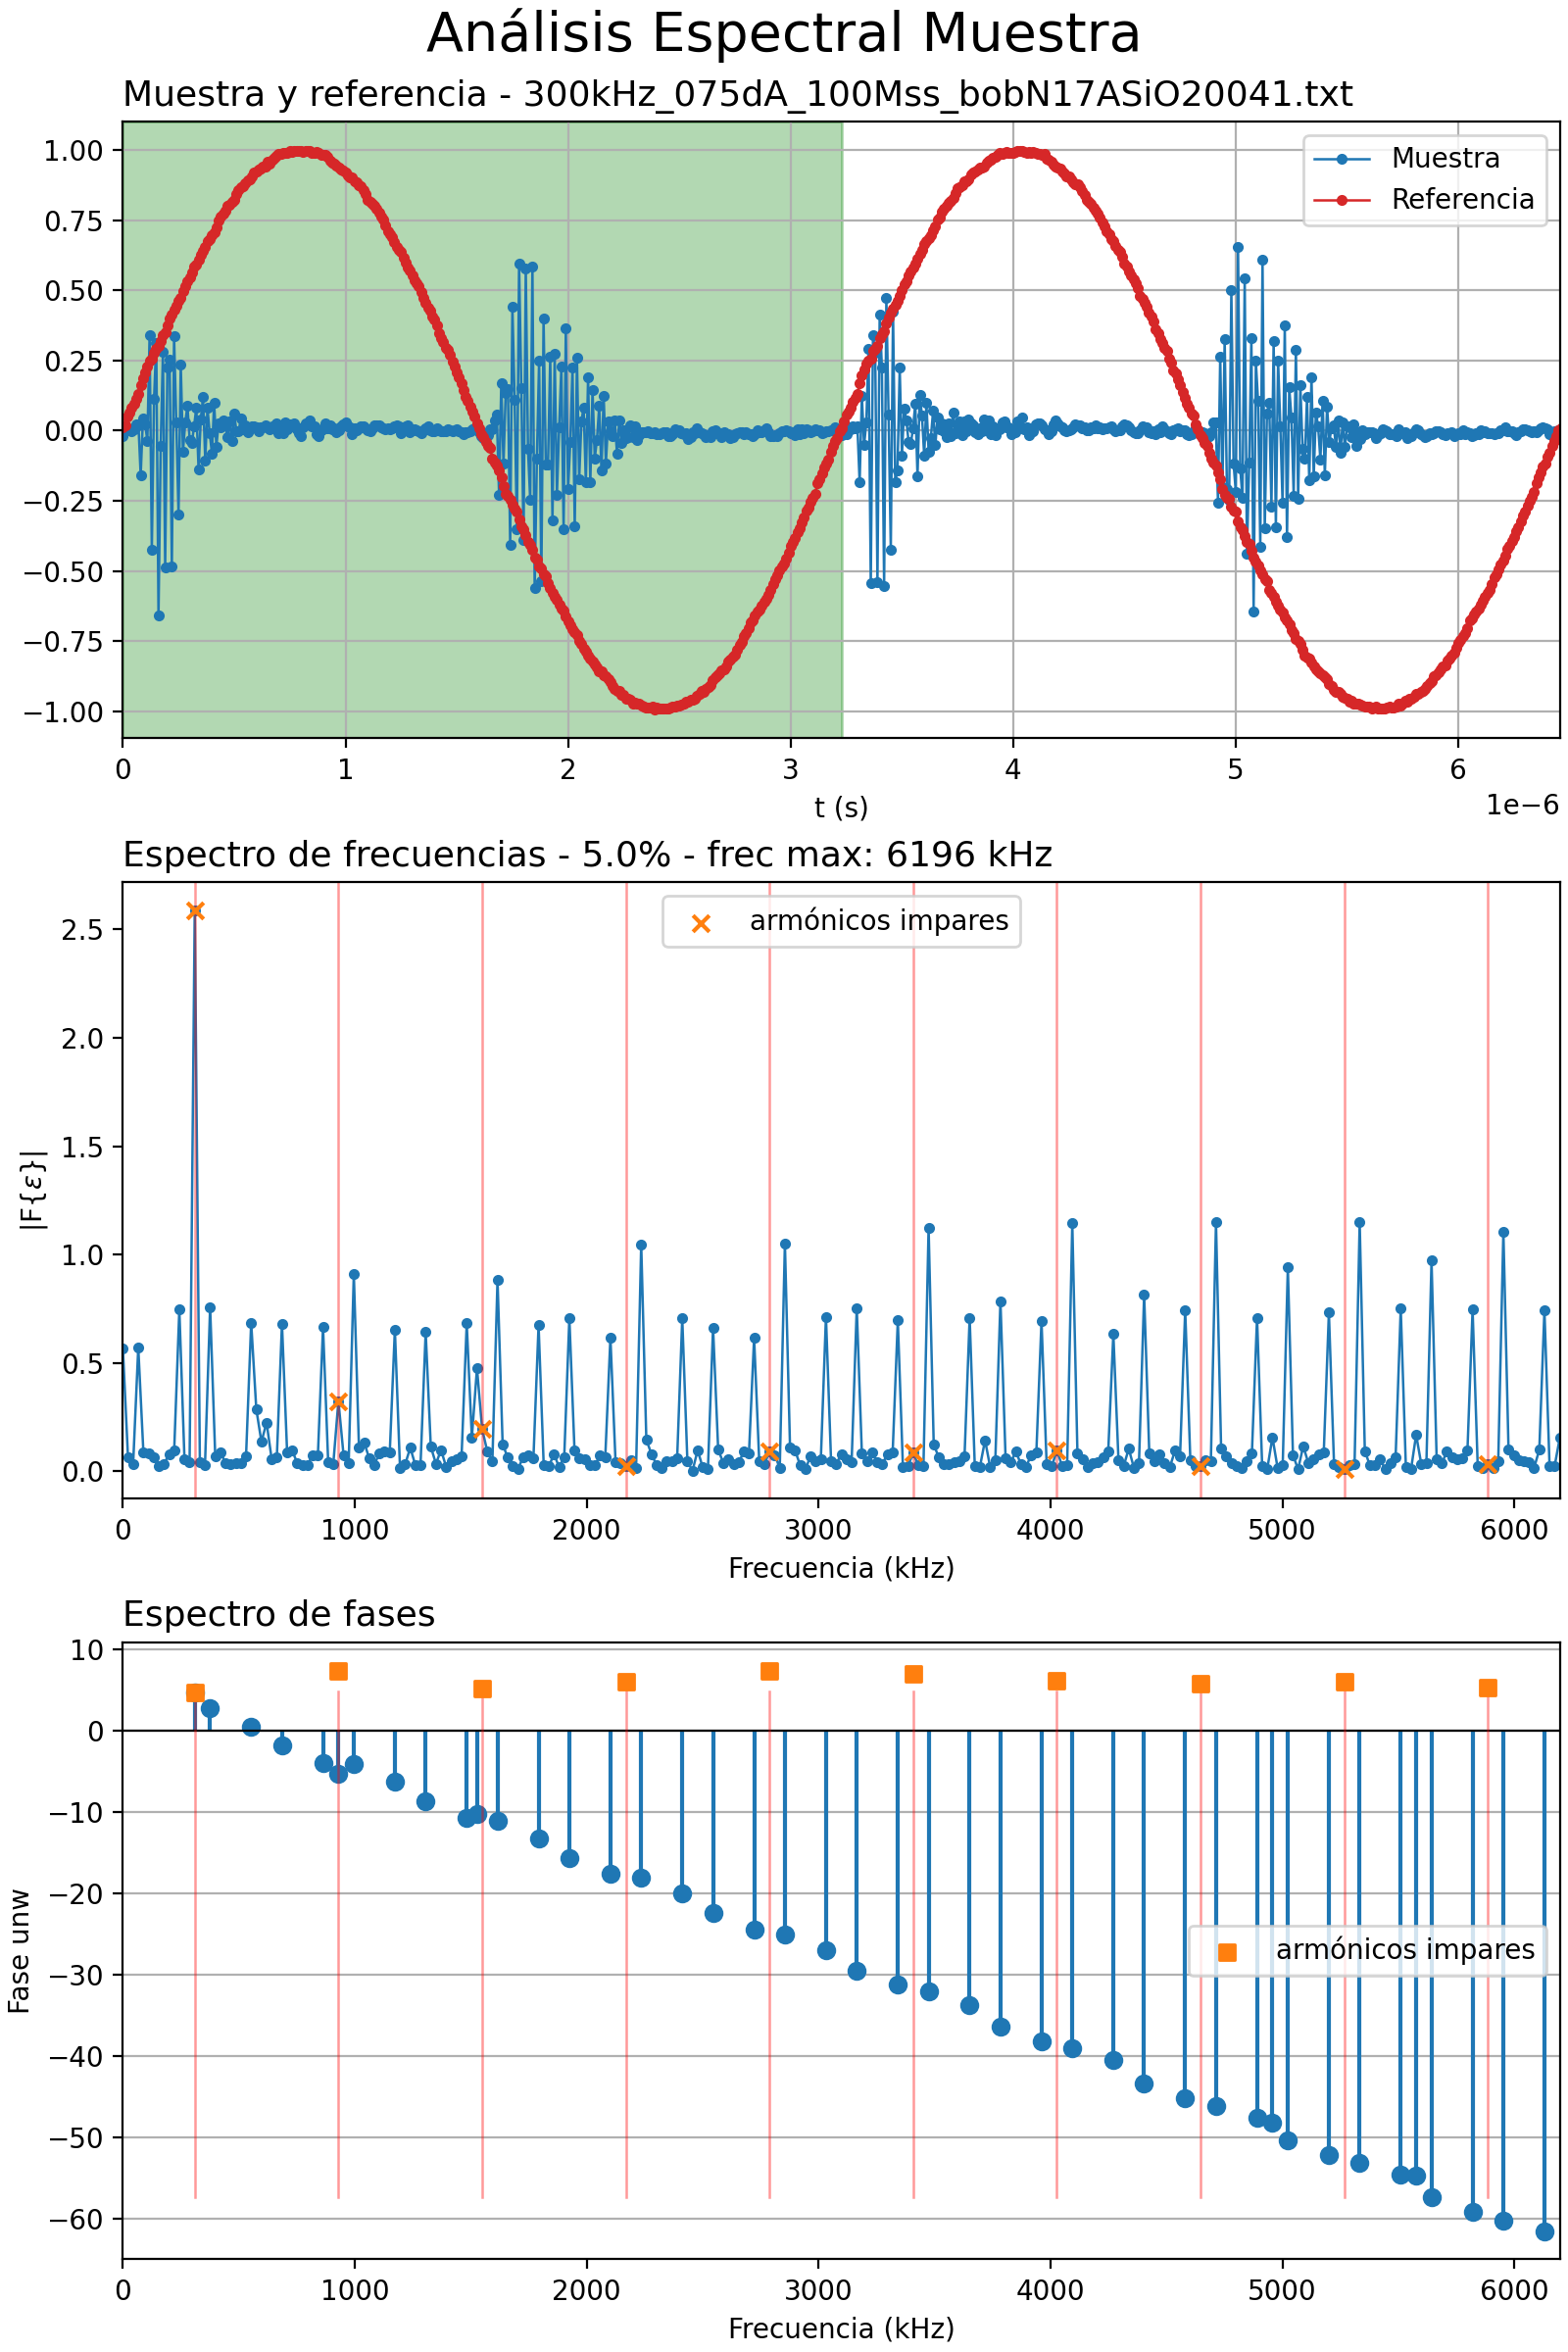 Análisis Espectral Muestra
Muestra y referencia - 300kHz_075dA_100Mss_bobN17ASiO20041.txt
Muestra
Referencia
1.00
0.75
0.50
0.25
0.00
−0.25
−0.50
−0.75
−1.00
0 1 2 3 4 5 6
t (s)
1e−6
Espectro de frecuencias - 5.0% - frec max: 6196 kHz
armónicos impares
|F{ε}|
2.5
2.0
1.5
1.0
0.5
0.0
0 1000 2000 3000 4000 5000 6000
Frecuencia (kHz)
Espectro de fases
Fase unw
10
0
−10
−20
−30
−40
−50
−60
armónicos impares
0 1000 2000 3000 4000 5000 6000
Frecuencia (kHz)